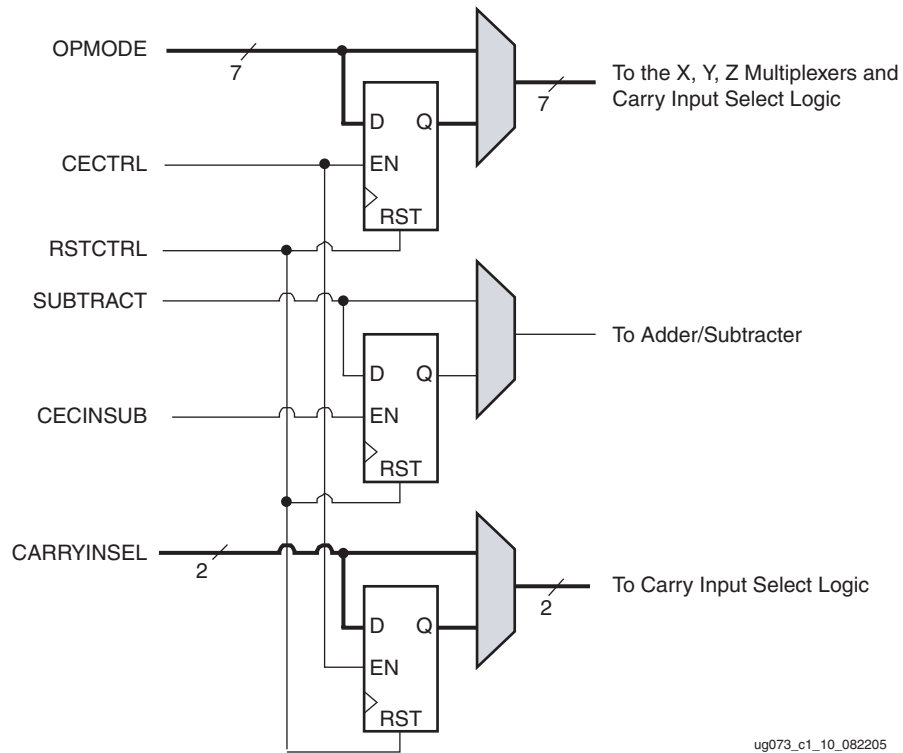 OPMODE
7
D Q
EN
RST
7
To the X, Y, Z Multiplexers and
Carry Input Select Logic
CECTRL
RSTCTRL
SUBTRACT
D Q
EN
RST
To Adder/Subtracter
CECINSUB
CARRYINSEL
2
D Q
EN
RST
2
To Carry Input Select Logic
ug073_c1_10_082205